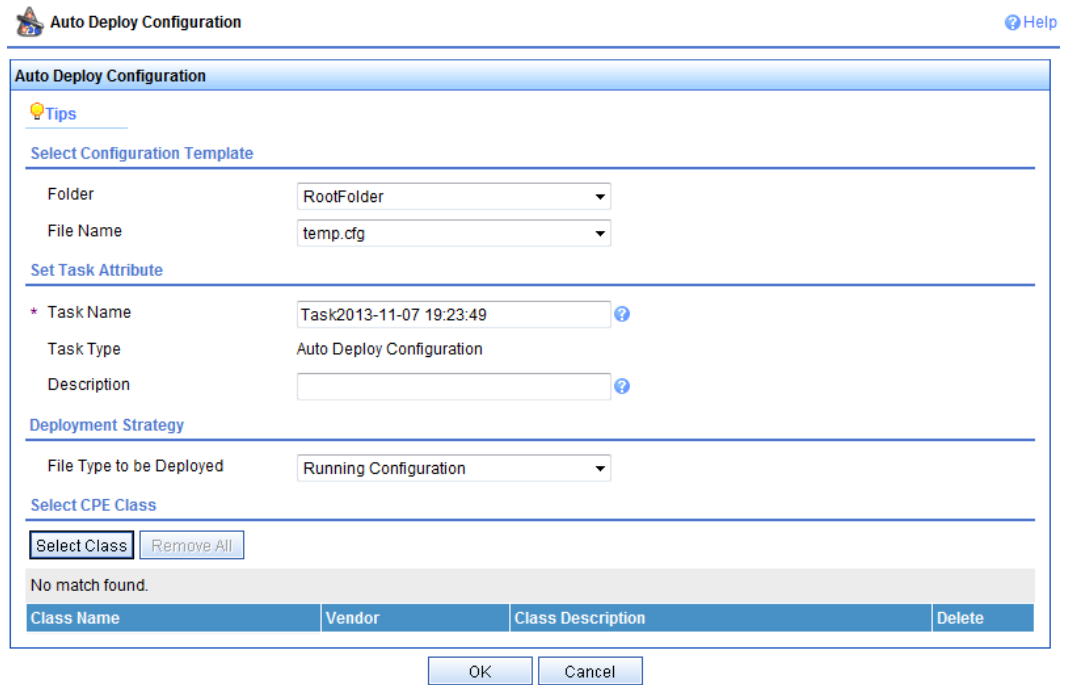 Auto Deploy Configuration
Help
Auto Deploy Configuration
Tips
Select Configuration Template
Folder RootFolder
File Name temp.cfg
Set Task Attribute
* Task Name Task2013-11-07 19:23:49
Task Type Auto Deploy Configuration
Description
Deployment Strategy
File Type to be Deployed Running Configuration
Select CPE Class
Select Class Remove All
No match found.
Class Name Vendor Class Description Delete
OK Cancel